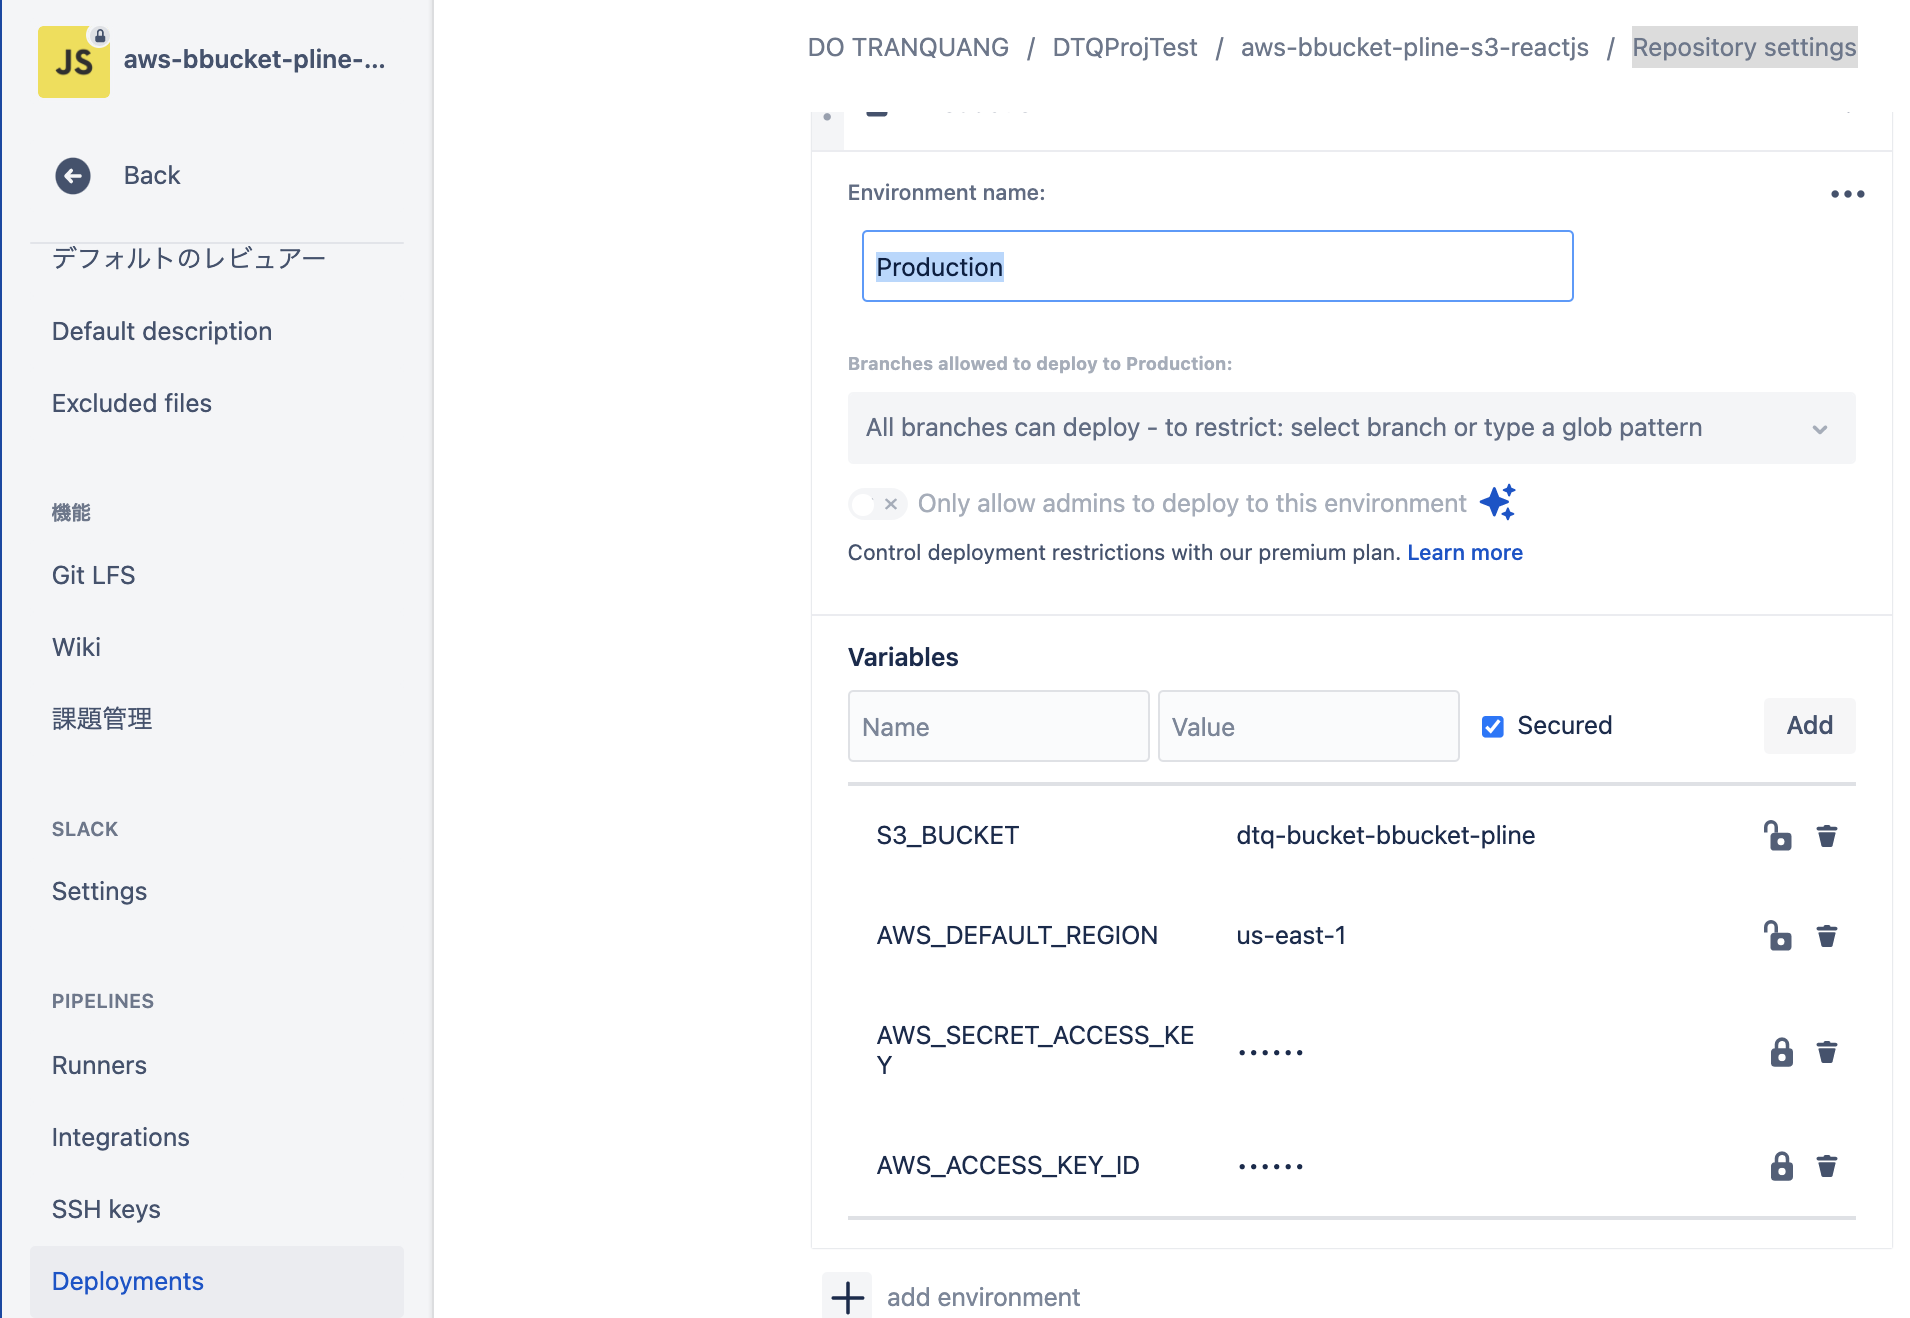 JS
aws-bbucket-pline-...
Back
デフォルトのレビュアー
Default description
Excluded files
機能
Git LFS
Wiki
課題管理
SLACK
Settings
PIPELINES
Runners
Integrations
SSH keys
Deployments
DO TRANQUANG / DTQProjTest / aws-bbucket-pline-s3-reactjs / Repository settings
Environment name:
Production
Branches allowed to deploy to Production:
All branches can deploy - to restrict: select branch or type a glob pattern
Only allow admins to deploy to this environment
Control deployment restrictions with our premium plan. Learn more
Variables
Name Value Secured Add
S3_BUCKET dtq-bucket-bbucket-pline
AWS_DEFAULT_REGION us-east-1
AWS_SECRET_ACCESS_KE
Y ••••••
AWS_ACCESS_KEY_ID ••••••
add environment